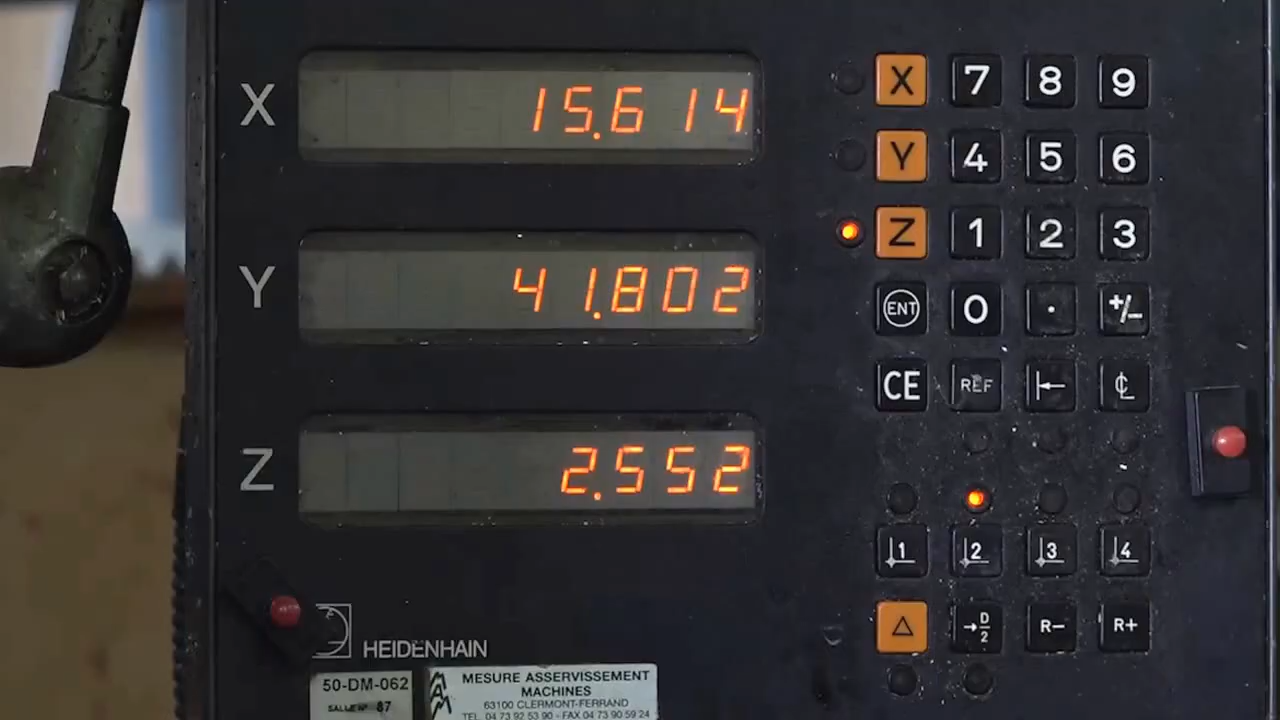 X 15.614
Y 41.802
Z 2.552
X 7 8 9
Y 4 5 6
Z 1 2 3
ENT 0 . +/-
CE REF ℄
1 2 3 4
△ →D/2 R- R+
HEIDENHAIN
50-DM-062
SALLE N° 87
MESURE ASSERVISSEMENT
MACHINES
63100 CLERMONT-FERRAND
TEL. 04 73 92 53 90 - FAX 04 73 90 59 24